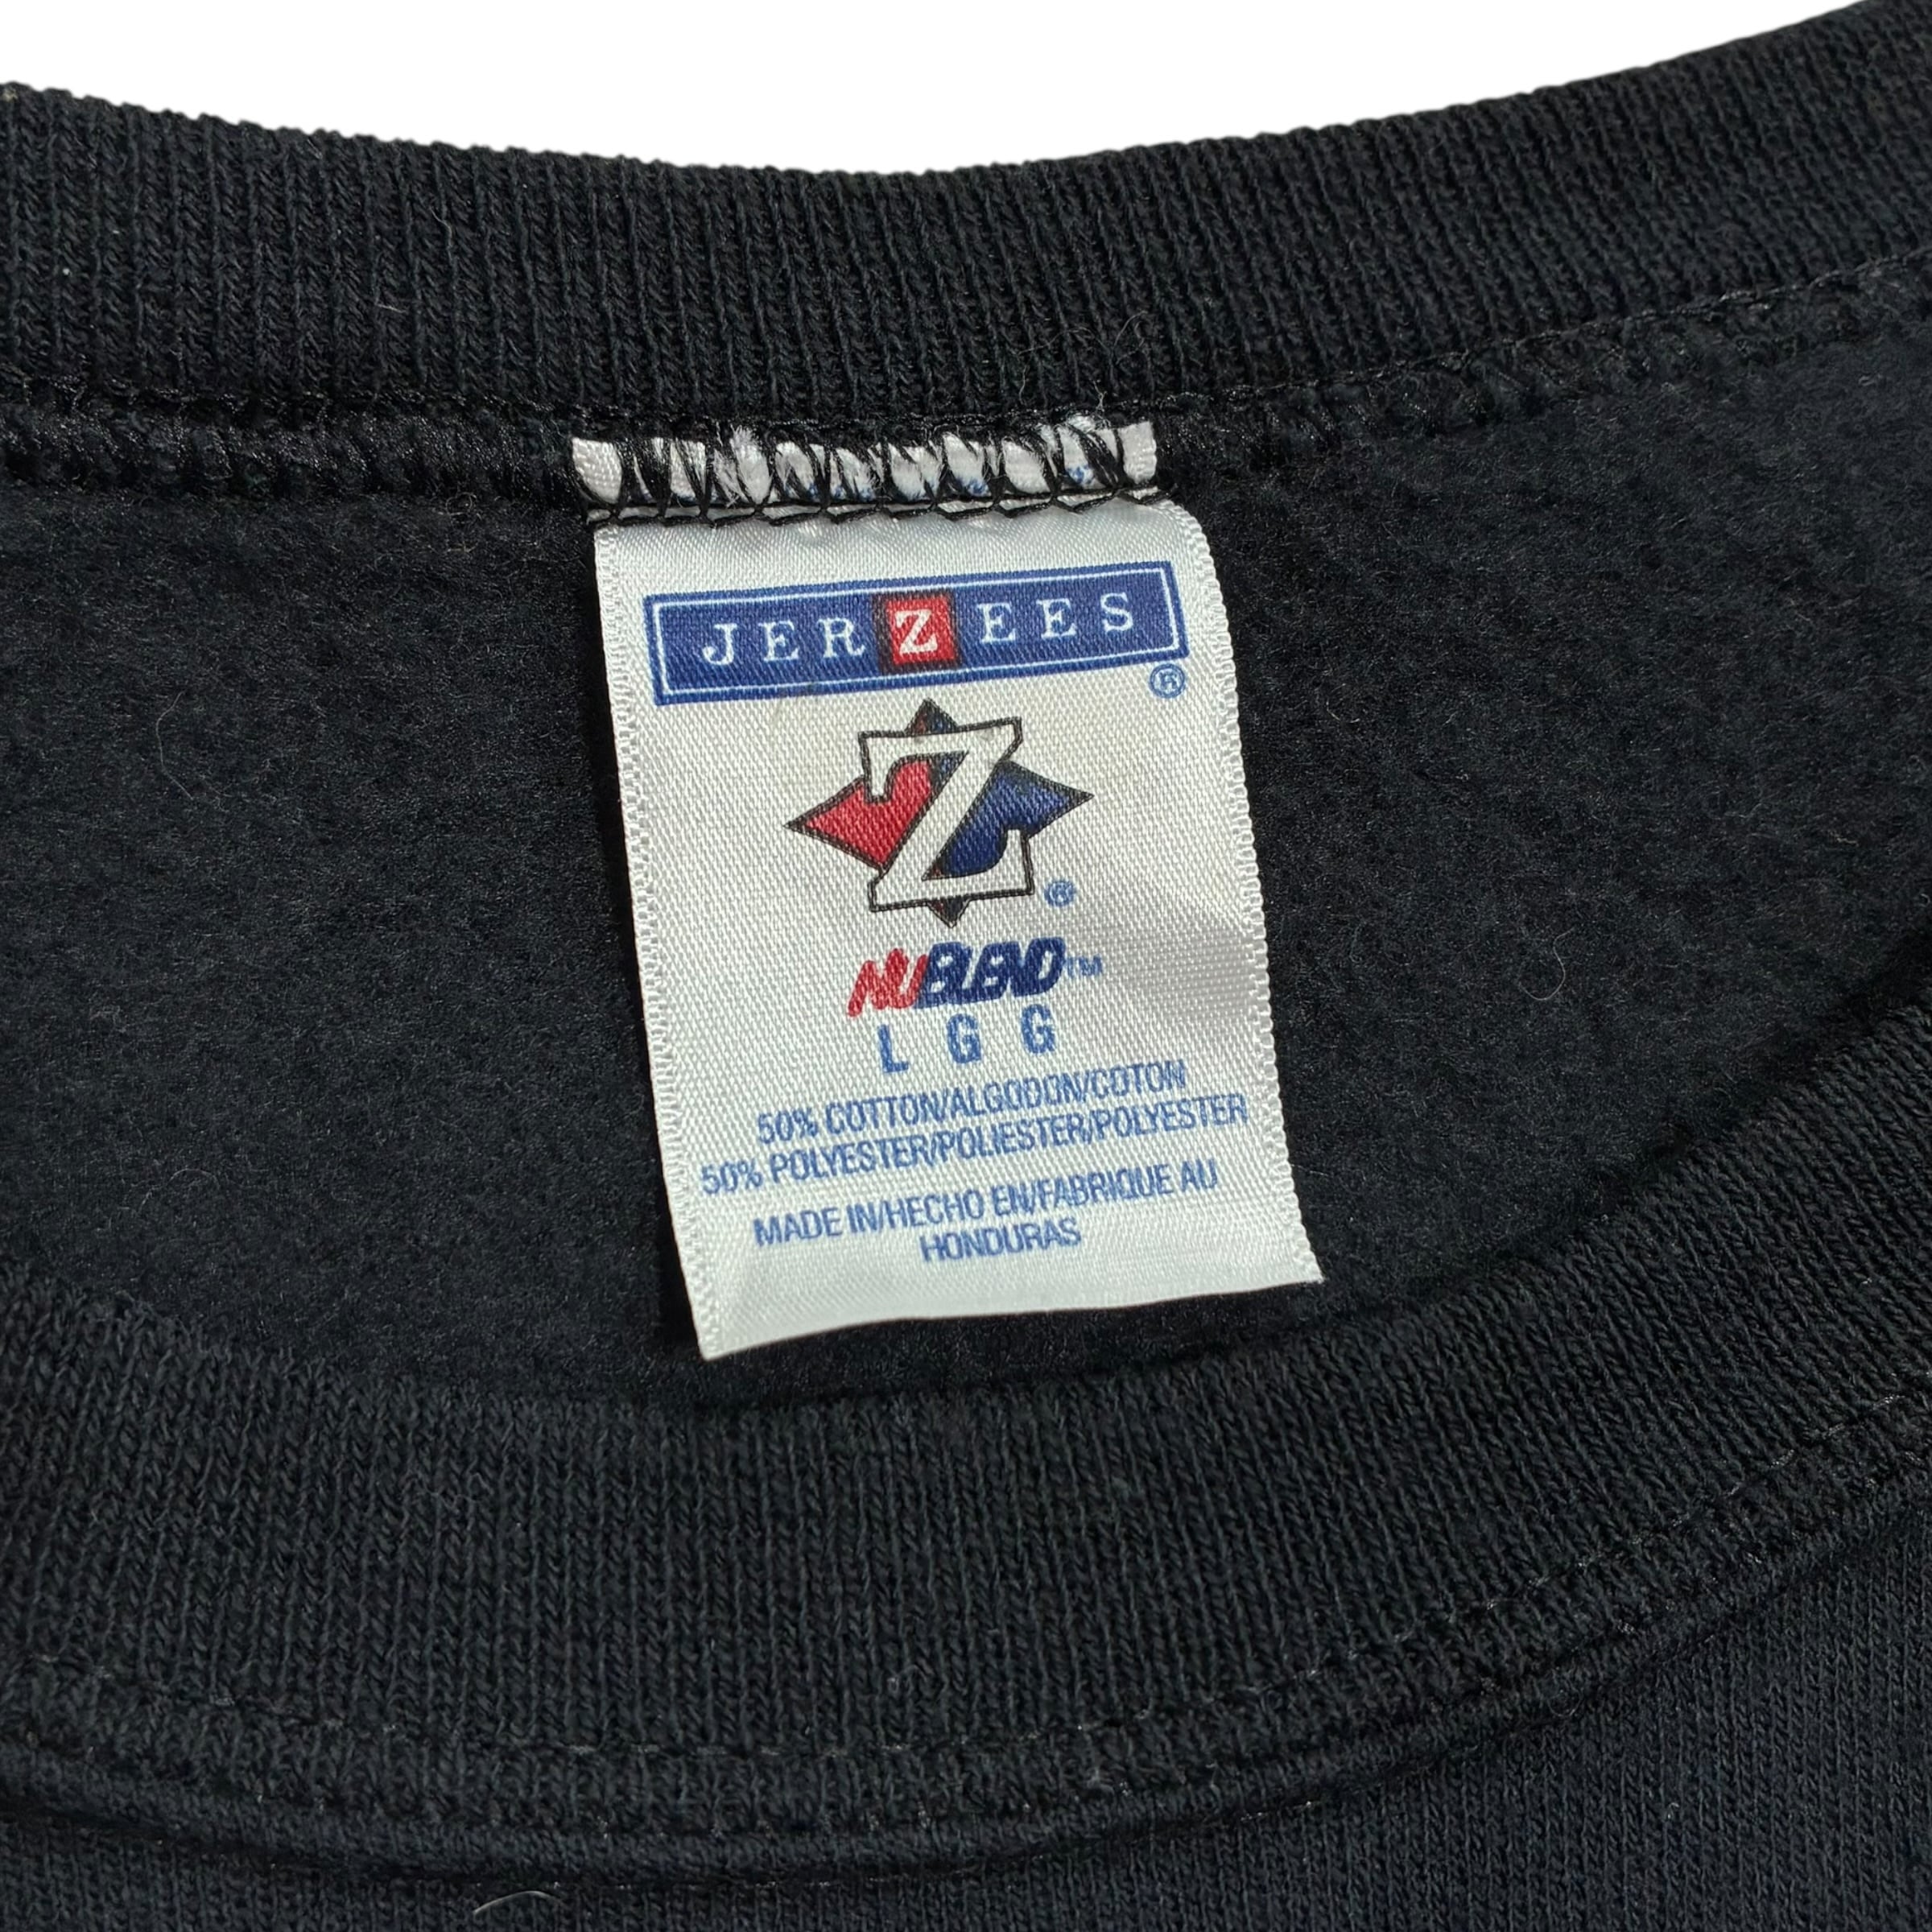 JERZEES
®
Z
®
NUBLEND™
L G G
50% COTTON/ALGODON/COTON
50% POLYESTER/POLIESTER/POLYESTER
MADE IN/HECHO EN/FABRIQUE AU
HONDURAS